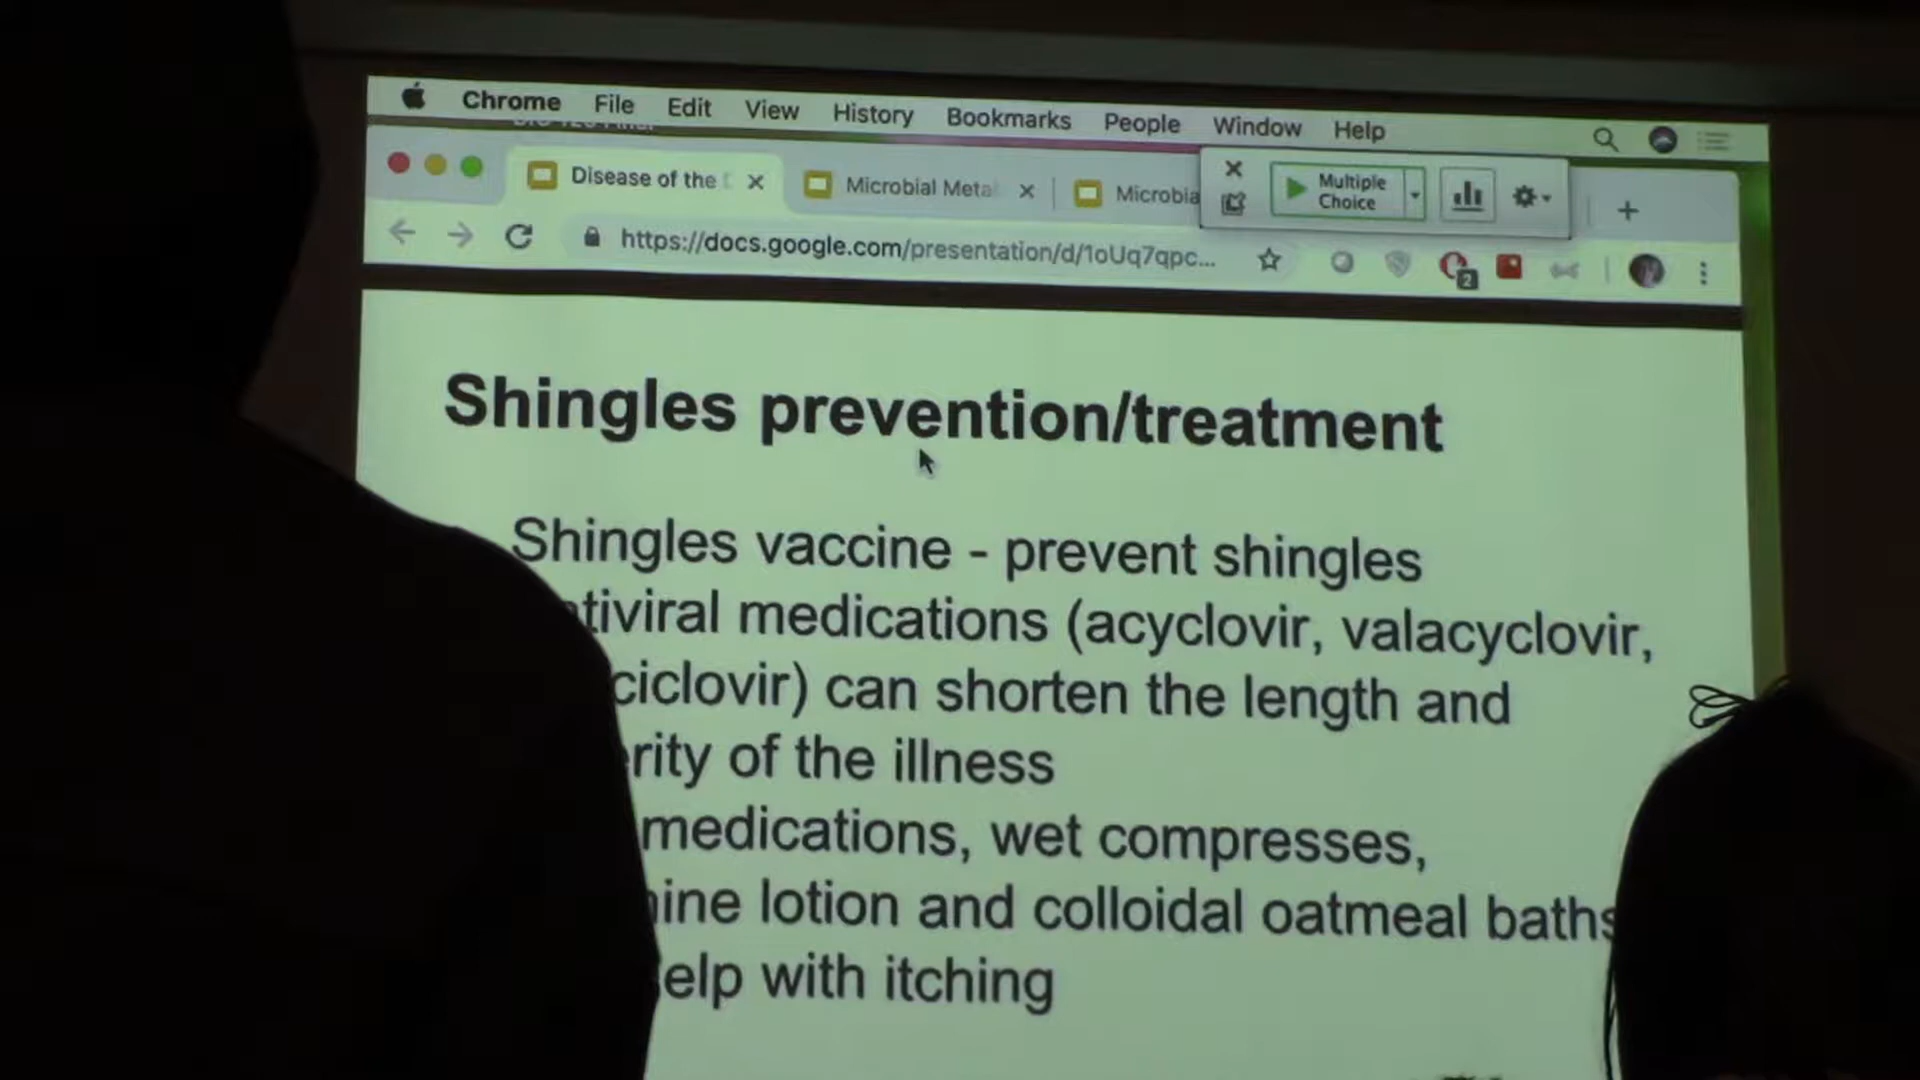 Chrome File Edit View History Bookmarks People Window Help
Disease of the
Microbial Meta
Microbia
Multiple
Choice
https://docs.google.com/presentation/d/1oUq7qpc...
2
Shingles prevention/treatment
Shingles vaccine - prevent shingles
tiviral medications (acyclovir, valacyclovir,
ciclovir) can shorten the length and
rity of the illness
medications, wet compresses,
ine lotion and colloidal oatmeal baths
elp with itching